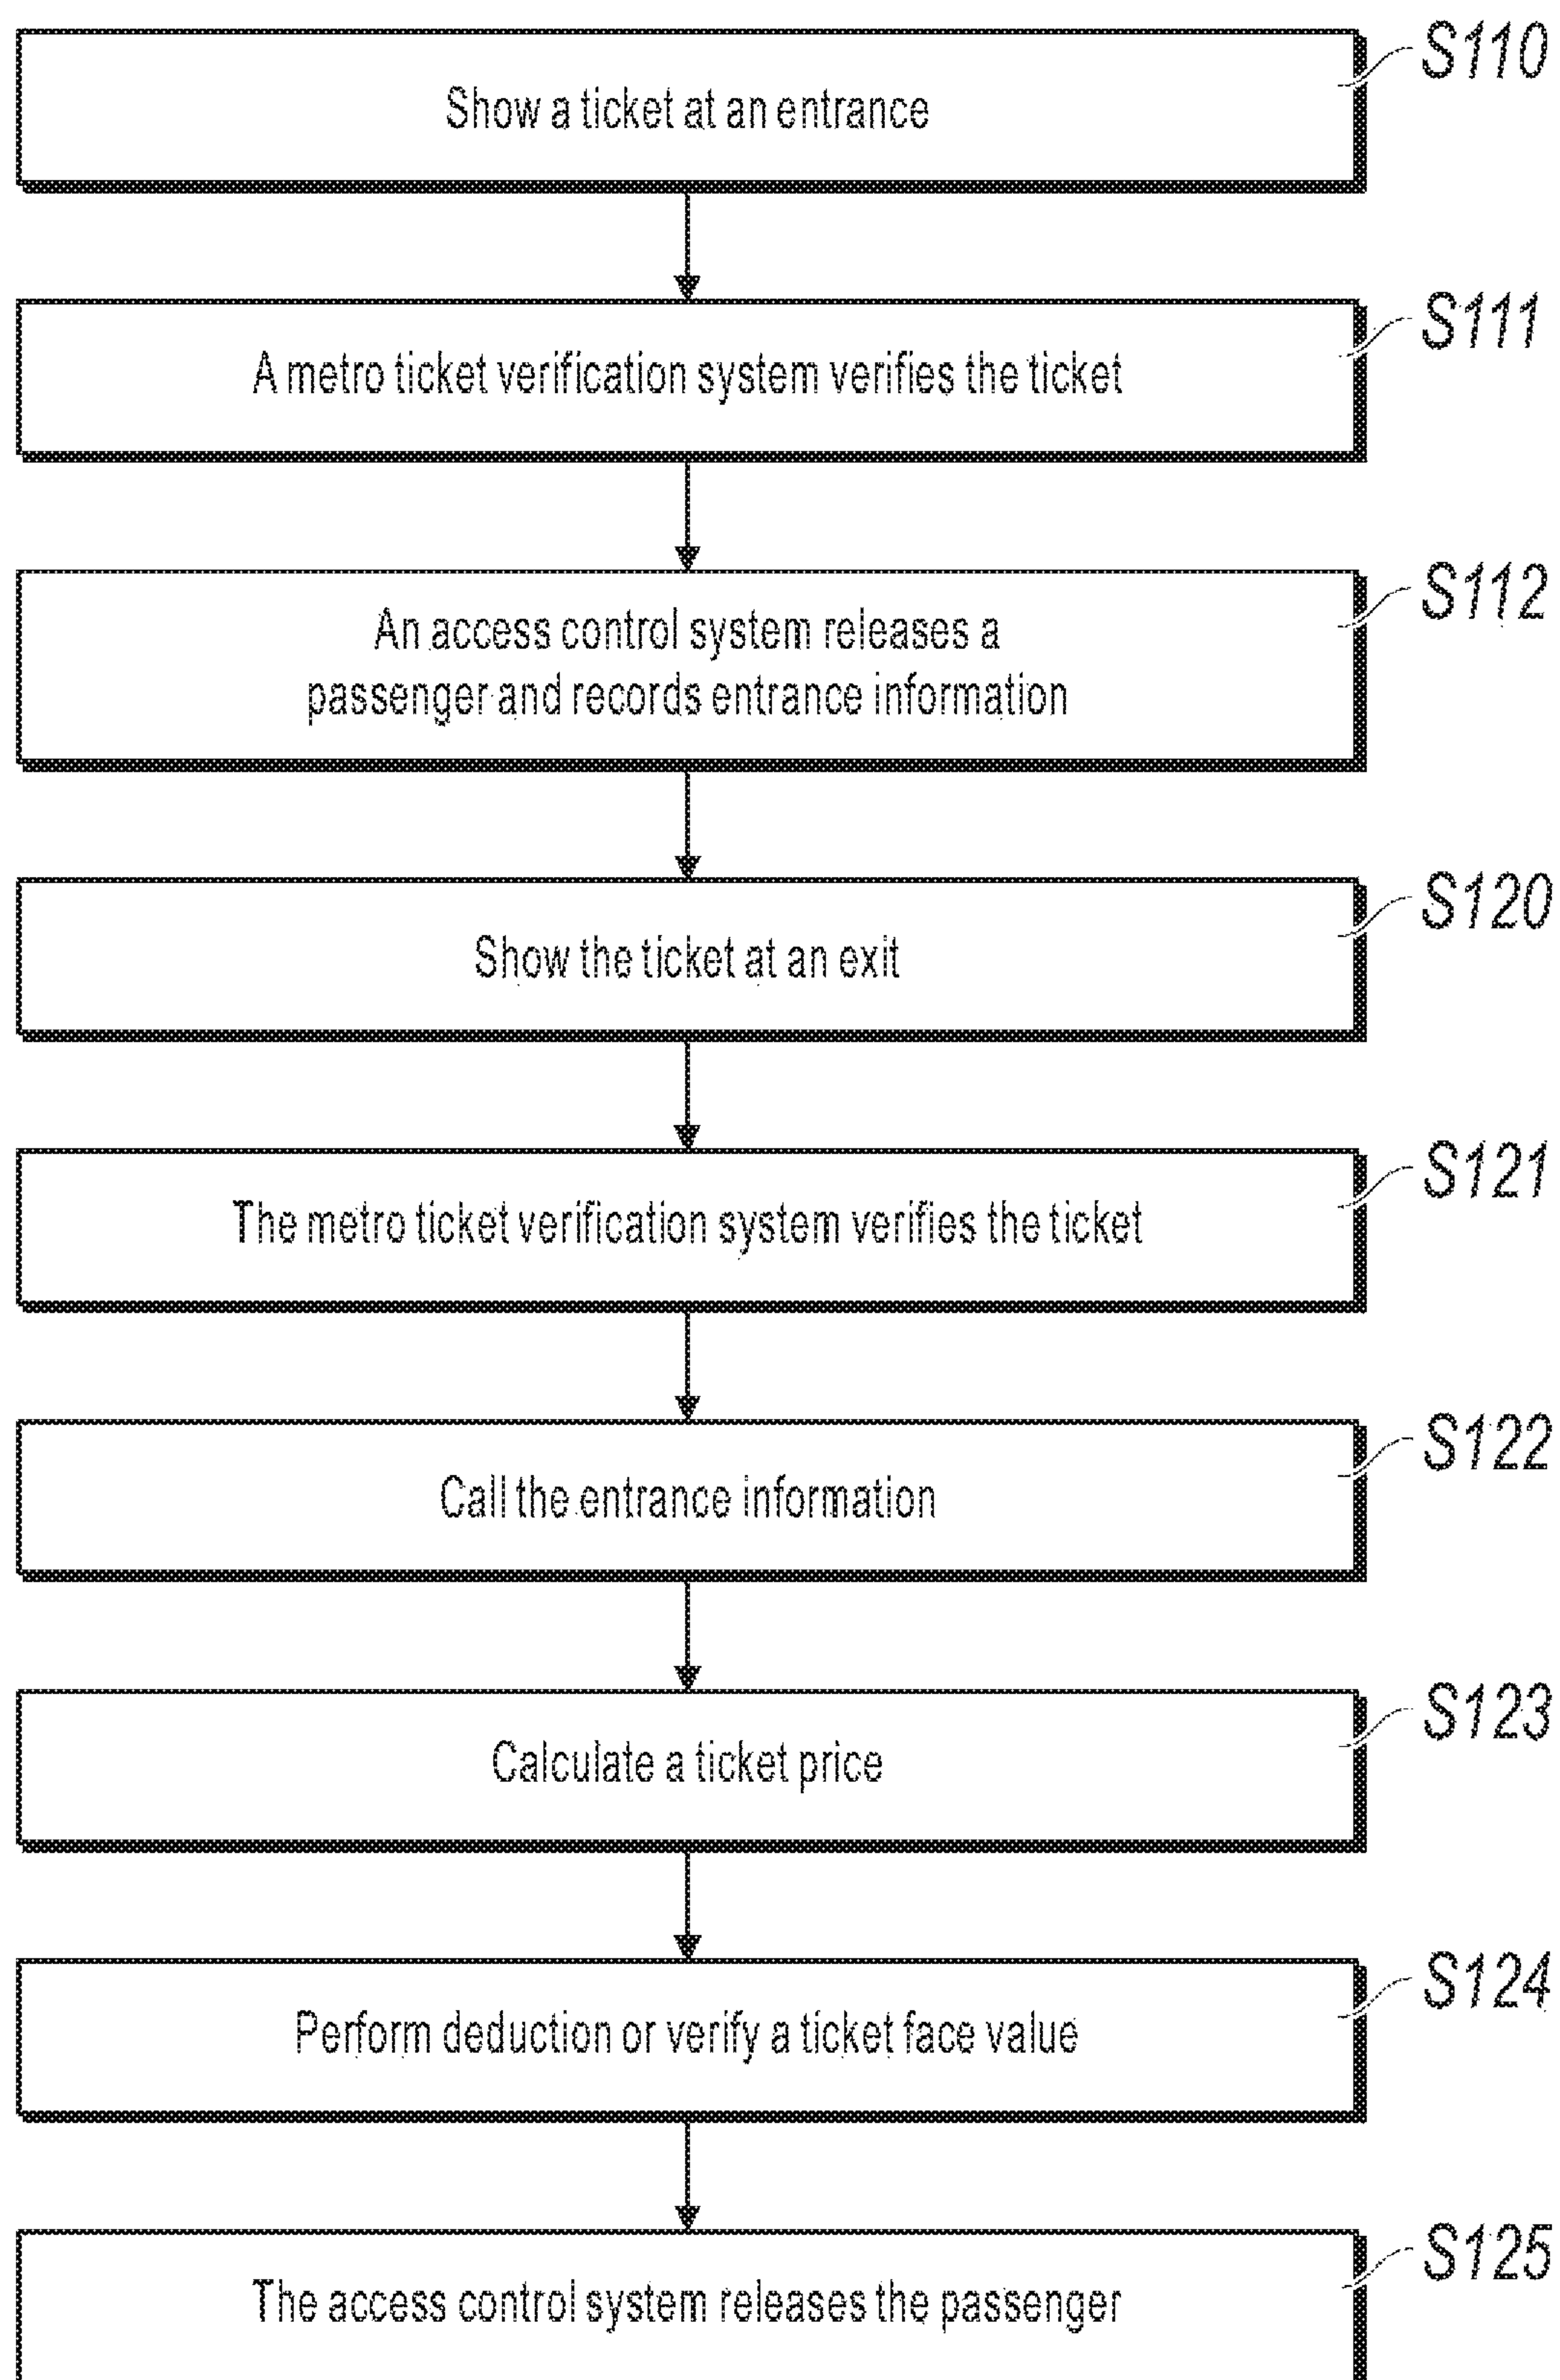 S110
Show a ticket at an entrance
S111
A metro ticket verification system verifies the ticket
S112
An access control system releases a
passenger and records entrance information
S120
Show the ticket at an exit
S121
The metro ticket verification system verifies the ticket
S122
Call the entrance information
S123
Calculate a ticket price
S124
Perform deduction or verify a ticket face value
S125
The access control system releases the passenger